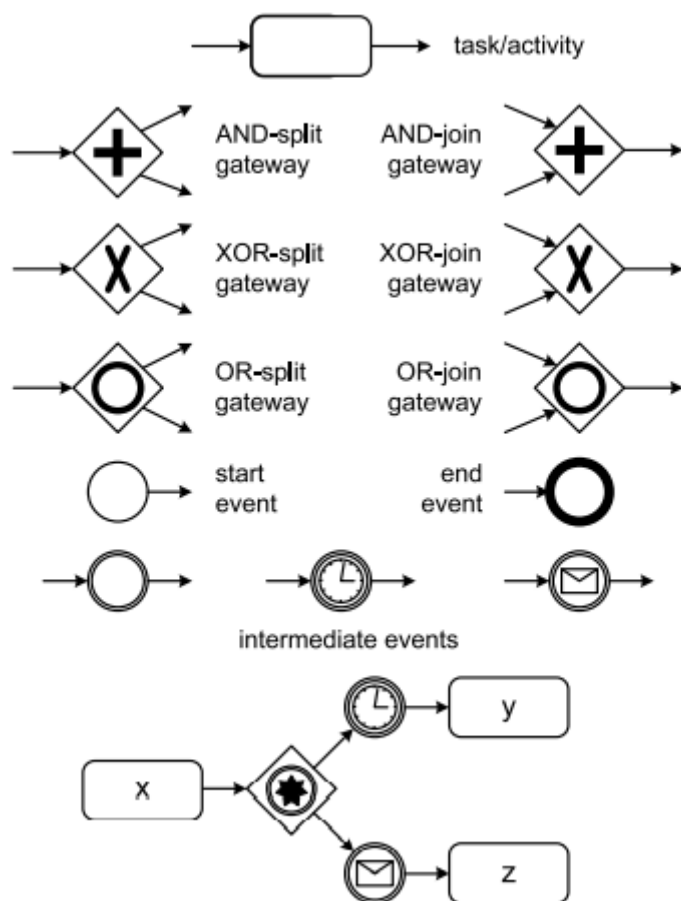 task/activity
AND-split
gateway
AND-join
gateway
XOR-split
gateway
XOR-join
gateway
OR-split
gateway
OR-join
gateway
start
event
end
event
intermediate events
y
x
z